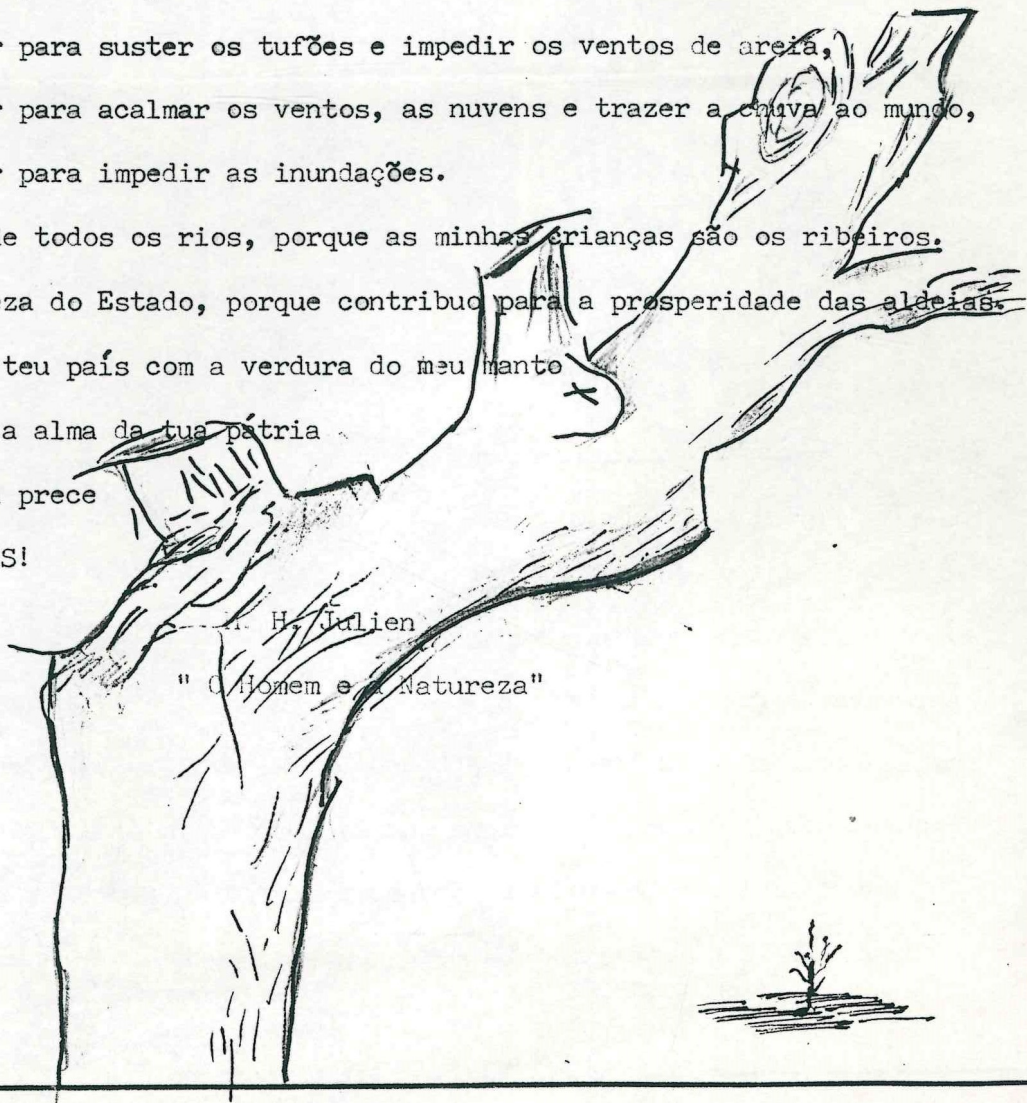 r para suster os tufões e impedir os ventos de areia,
r para acalmar os ventos, as nuvens e trazer a chuva ao mundo,
r para impedir as inundações.
de todos os rios, porque as minhas crianças são os ribeiros.
eza do Estado, porque contribuo para a prosperidade das aldeias.
teu país com a verdura do meu manto
a alma da tua pátria
prece
S!
H. Julien
" O Homem e a Natureza"